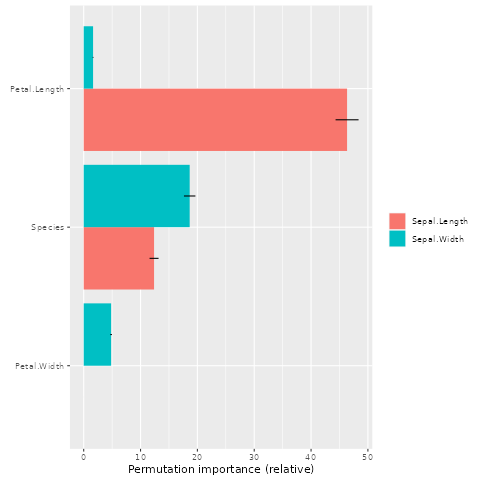 Petal.Length
Species
Petal.Width
0 10 20 30 40 50
Permutation importance (relative)
Sepal.Length
Sepal.Width